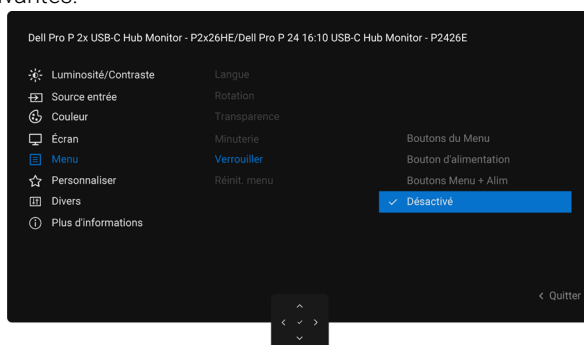 Dell Pro P 2x USB-C Hub Monitor - P2x26HE/Dell Pro P 24 16:10 USB-C Hub Monitor - P2426E
Luminosité/Contraste
Langue
Source entrée
Rotation
Couleur
Transparence
Écran
Minuterie
Boutons du Menu
Menu
Verrouiller
Bouton d'alimentation
Personnaliser
Réinit. menu
Boutons Menu + Alim
Divers
Désactivé
Plus d'informations
Quitter